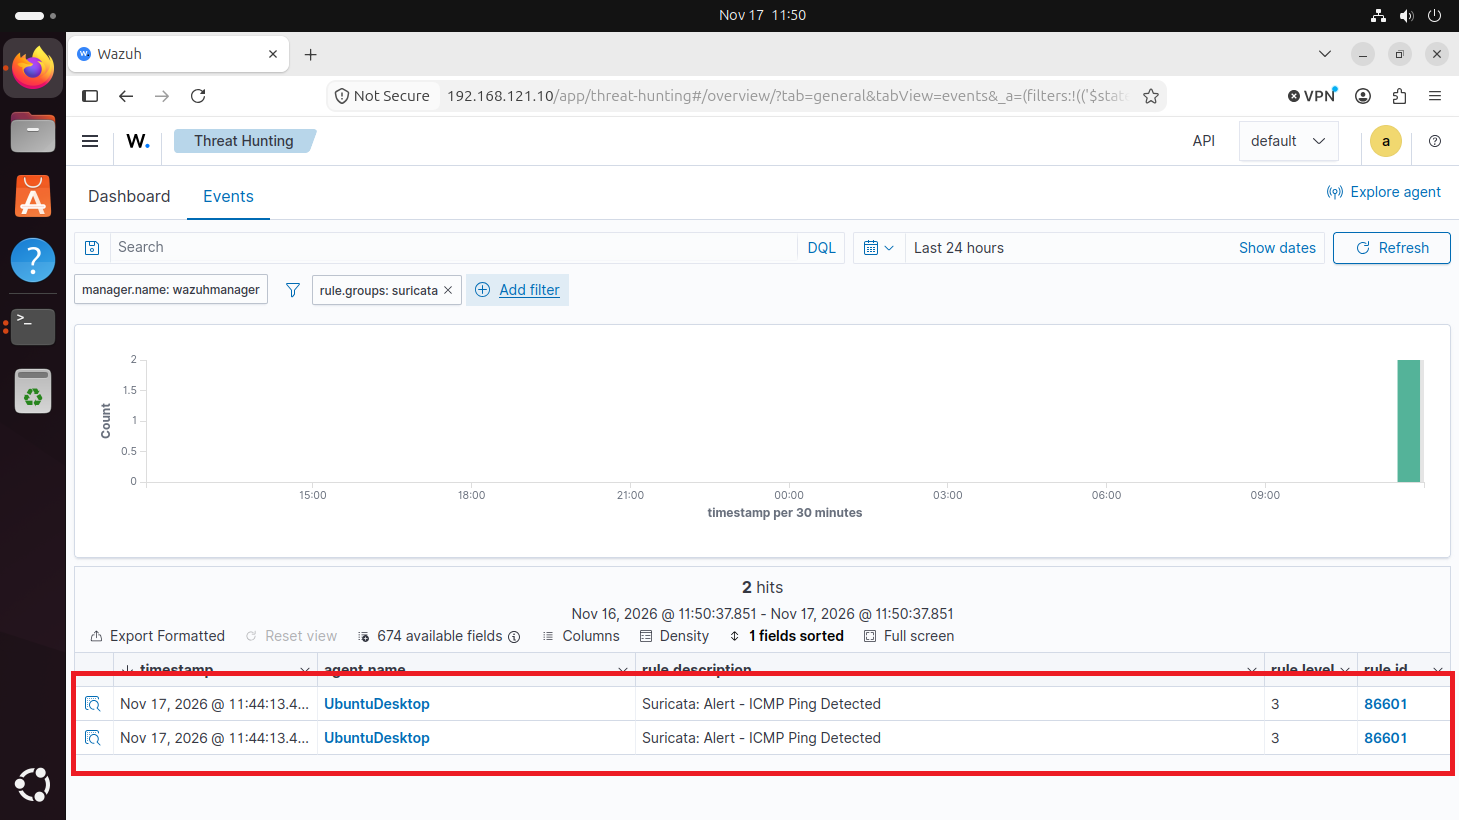 Nov 17 11:50
Wazuh
Not Secure
192.168.121.10/app/threat-hunting#/overview/?tab=general&tabView=events&_a=(filters:!(('$state
VPN
W.
Threat Hunting
API
default
a
Dashboard
Events
Explore agent
Search
DQL
Last 24 hours
Show dates
Refresh
manager.name: wazuhmanager
rule.groups: suricata
Add filter
2
1.5
1
0.5
0
Count
15:00
18:00
21:00
00:00
03:00
06:00
09:00
timestamp per 30 minutes
2 hits
Nov 16, 2026 @ 11:50:37.851 - Nov 17, 2026 @ 11:50:37.851
Export Formatted
Reset view
674 available fields
Columns
Density
1 fields sorted
Full screen
timestamp agent.name rule.description rule.level rule.id
Nov 17, 2026 @ 11:44:13.4... UbuntuDesktop Suricata: Alert - ICMP Ping Detected 3 86601
Nov 17, 2026 @ 11:44:13.4... UbuntuDesktop Suricata: Alert - ICMP Ping Detected 3 86601